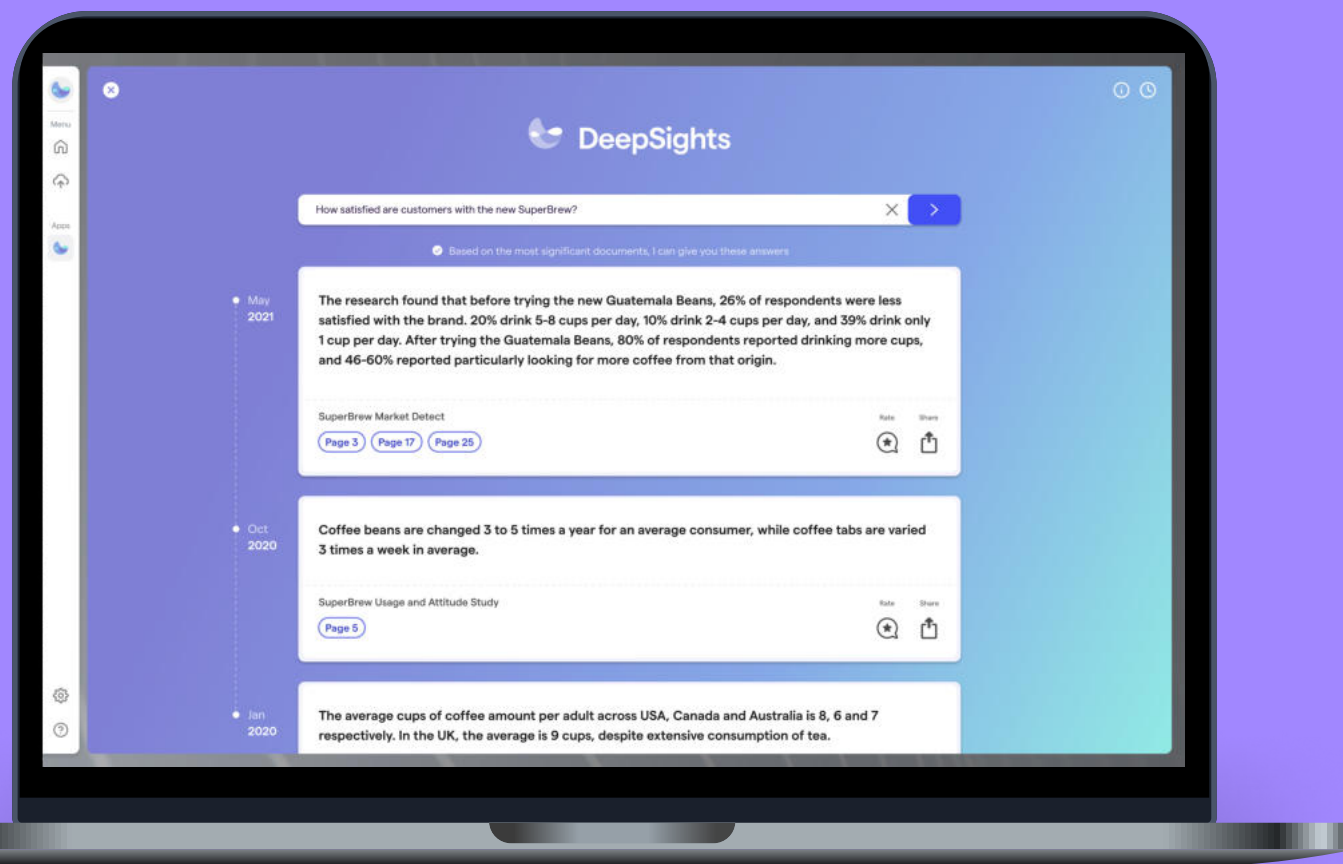 Menu
Apps
DeepSights
How satisfied are customers with the new SuperBrew?
Based on the most significant documents, I can give you these answers
May
2021
The research found that before trying the new Guatemala Beans, 26% of respondents were less
satisfied with the brand. 20% drink 5-8 cups per day, 10% drink 2-4 cups per day, and 39% drink only
1 cup per day. After trying the Guatemala Beans, 80% of respondents reported drinking more cups,
and 46-60% reported particularly looking for more coffee from that origin.
SuperBrew Market Detect
Rate Share
Page 3 Page 17 Page 25
Oct
2020
Coffee beans are changed 3 to 5 times a year for an average consumer, while coffee tabs are varied
3 times a week in average.
SuperBrew Usage and Attitude Study
Rate Share
Page 5
Jan
2020
The average cups of coffee amount per adult across USA, Canada and Australia is 8, 6 and 7
respectively. In the UK, the average is 9 cups, despite extensive consumption of tea.